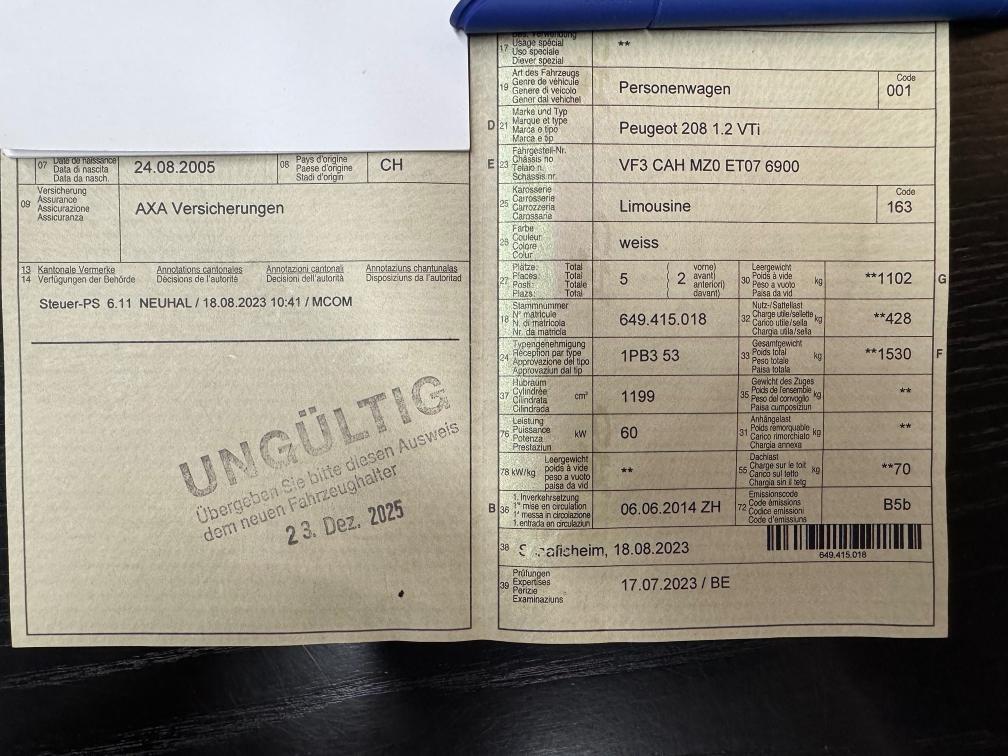 07 Date de naissance
Data di nascita
Data da nasch.
24.08.2005
08 Pays d'origine
Paese d'origine
Stadi d'origin
CH
09 Versicherung
Assurance
Assicurazione
Assicuranza
AXA Versicherungen
13 Kantonale Vermerke Annotations cantonales Annotazioni cantonali Annotaziuns chantunalas
14 Verfügungen der Behörde Décisions de l'autorité Decisioni dell'autorità Disposiziuns da l'autoritad
Steuer-PS 6.11 NEUHAL / 18.08.2023 10:41 / MCOM
UNGÜLTIG
Übergeben Sie bitte diesen Ausweis
dem neuen Fahrzeughalter
23. Dez. 2025
17 Bes. Verwendung
Usage spécial
Uso speciale
Diever spezial
**
19 Art des Fahrzeugs
Genre de véhicule
Genere di veicolo
Gener dal vehichel
Personenwagen
Code
001
D 21 Marke und Typ
Marque et type
Marca e tipo
Marca e tip
Peugeot 208 1.2 VTi
E 23 Fahrgestell-Nr.
Châssis no
Telaio n.
Schassis nr.
VF3 CAH MZ0 ET07 6900
25 Karosserie
Carrosserie
Carrozzeria
Carossaria
Limousine
Code
163
26 Farbe
Couleur
Colore
Colur
weiss
27 Plätze: Total
Places: Total
Posti: Totale
Plazs: Total
5 ( 2 vorne)
avant)
anteriori)
davant)
30 Leergewicht
Poids à vide
Peso a vuoto
Paisa da vid
kg
**1102 G
18 Stammnummer
N° matricule
N. di matricola
Nr. da matricla
649.415.018
32 Nutz-/Sattellast
Charge utile/sellette
Carico utile/sella
Chargia utila/sella
kg
**428
24 Typengenehmigung
Réception par type
Approvazione del tipo
Approvaziun dal tip
1PB3 53
33 Gesamtgewicht
Poids total
Peso totale
Paisa totala
kg
**1530 F
37 Hubraum
Cylindrée
Cilindrata
Cilindrada
cm³
1199
35 Gewicht des Zuges
Poids de l'ensemble
Peso del convoglio
Paisa cumposiziun
kg
**
76 Leistung
Puissance
Potenza
Prestaziun
kW
60
31 Anhängelast
Poids remorquable
Carico rimorchiato
Chargia annexa
kg
**
78 kW/kg Leergewicht
poids à vide
peso a vuoto
paisa da vid
**
55 Dachlast
Charge sur le toit
Carico sul tetto
Chargia sin il tetg
kg
**70
B 36 1. Inverkehrsetzung
1re mise en circulation
1a messa in circolazione
1. entrada en circulaziun
06.06.2014 ZH
72 Emissionscode
Code émissions
Codice emissioni
Code d'emissiuns
B5b
38 18.08.2023
649.415.018
39 Prüfungen
Expertises
Perizie
Examinaziuns
17.07.2023 / BE